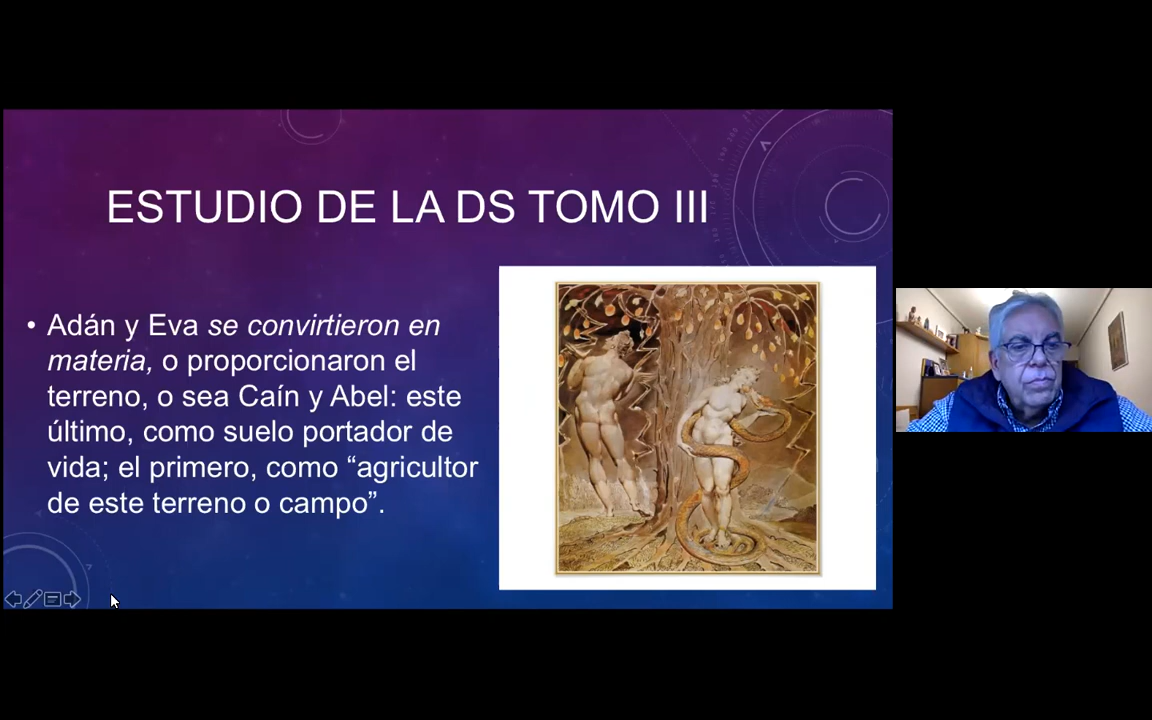 ESTUDIO DE LA DS TOMO III
• Adán y Eva se convirtieron en
materia, o proporcionaron el
terreno, o sea Caín y Abel: este
último, como suelo portador de
vida; el primero, como “agricultor
de este terreno o campo”.